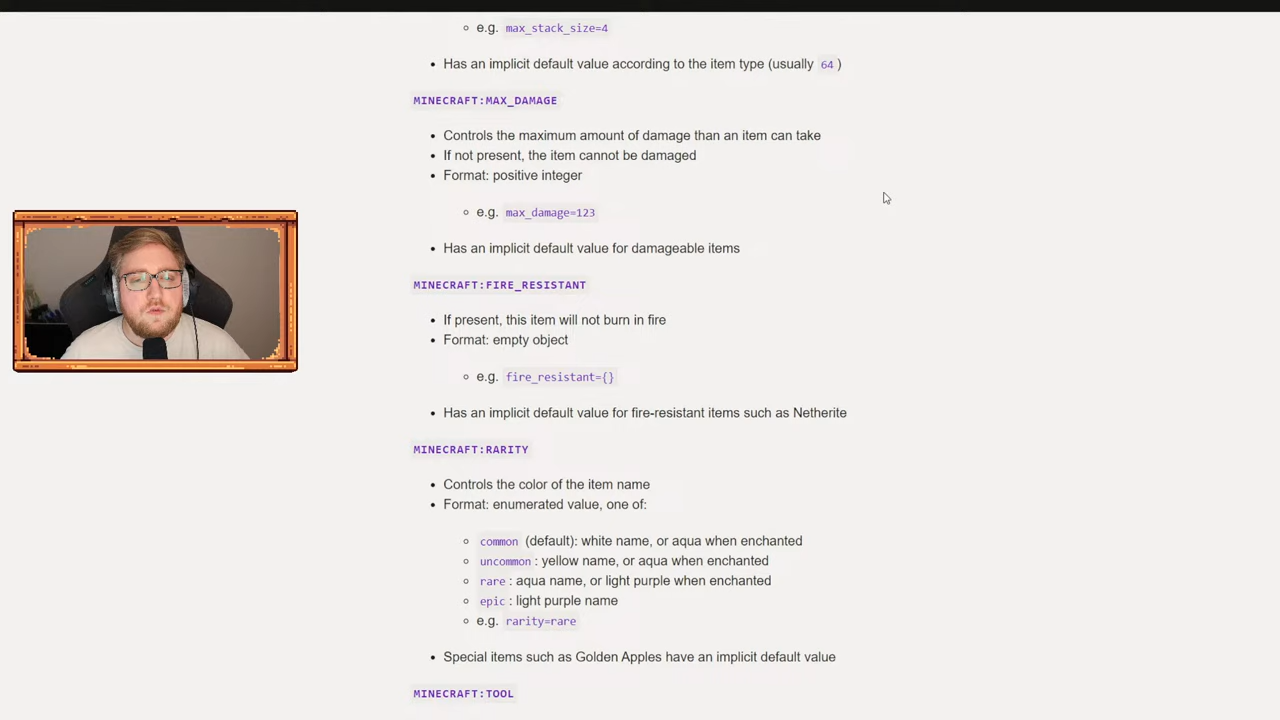 e.g. max_stack_size=4
Has an implicit default value according to the item type (usually 64 )
MINECRAFT:MAX_DAMAGE
Controls the maximum amount of damage than an item can take
If not present, the item cannot be damaged
Format: positive integer
e.g. max_damage=123
Has an implicit default value for damageable items
MINECRAFT:FIRE_RESISTANT
If present, this item will not burn in fire
Format: empty object
e.g. fire_resistant={}
Has an implicit default value for fire-resistant items such as Netherite
MINECRAFT:RARITY
Controls the color of the item name
Format: enumerated value, one of:
common (default): white name, or aqua when enchanted
uncommon : yellow name, or aqua when enchanted
rare : aqua name, or light purple when enchanted
epic : light purple name
e.g. rarity=rare
Special items such as Golden Apples have an implicit default value
MINECRAFT:TOOL